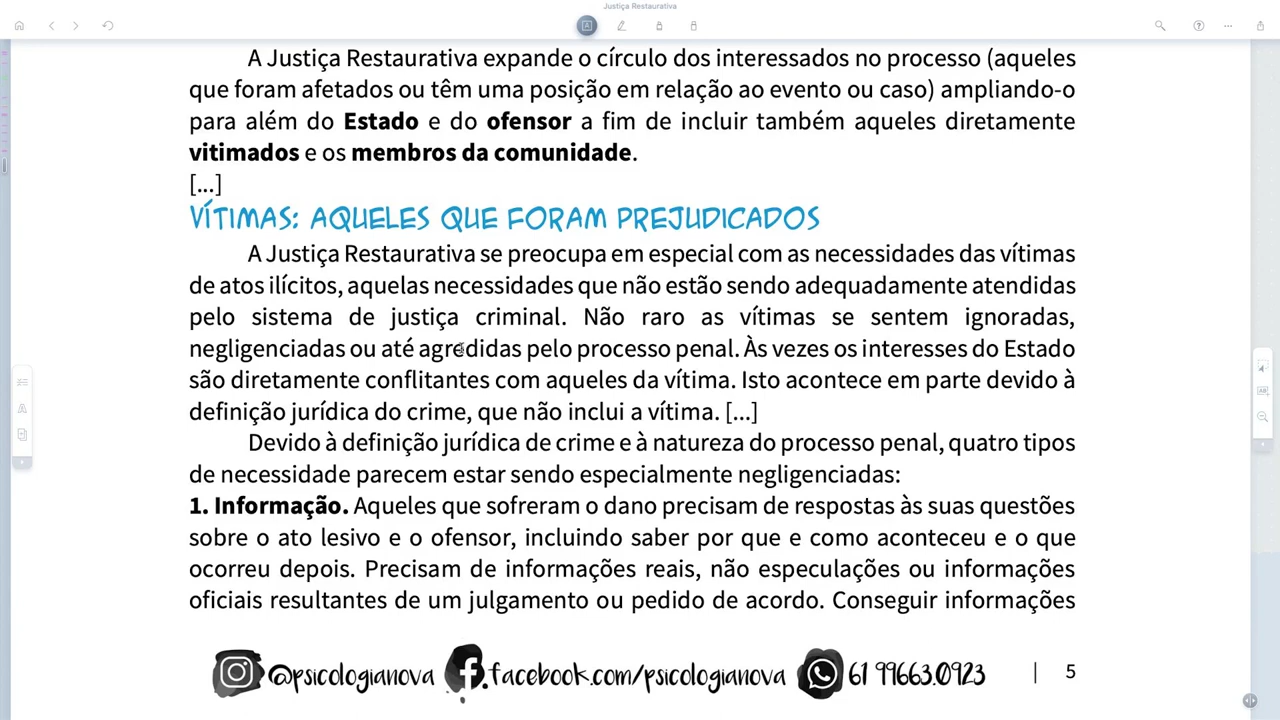 Justiça Restaurativa
A Justiça Restaurativa expande o círculo dos interessados no processo (aqueles
que foram afetados ou têm uma posição em relação ao evento ou caso) ampliando-o
para além do Estado e do ofensor a fim de incluir também aqueles diretamente
vitimados e os membros da comunidade.
[...]
VÍTIMAS: AQUELES QUE FORAM PREJUDICADOS
A Justiça Restaurativa se preocupa em especial com as necessidades das vítimas
de atos ilícitos, aquelas necessidades que não estão sendo adequadamente atendidas
pelo sistema de justiça criminal. Não raro as vítimas se sentem ignoradas,
negligenciadas ou até agredidas pelo processo penal. Às vezes os interesses do Estado
são diretamente conflitantes com aqueles da vítima. Isto acontece em parte devido à
definição jurídica do crime, que não inclui a vítima. [...]
Devido à definição jurídica de crime e à natureza do processo penal, quatro tipos
de necessidade parecem estar sendo especialmente negligenciadas:
1. Informação. Aqueles que sofreram o dano precisam de respostas às suas questões
sobre o ato lesivo e o ofensor, incluindo saber por que e como aconteceu e o que
ocorreu depois. Precisam de informações reais, não especulações ou informações
oficiais resultantes de um julgamento ou pedido de acordo. Conseguir informações
@psicologianova facebook.com/psicologianova 61 99663.0923 | 5